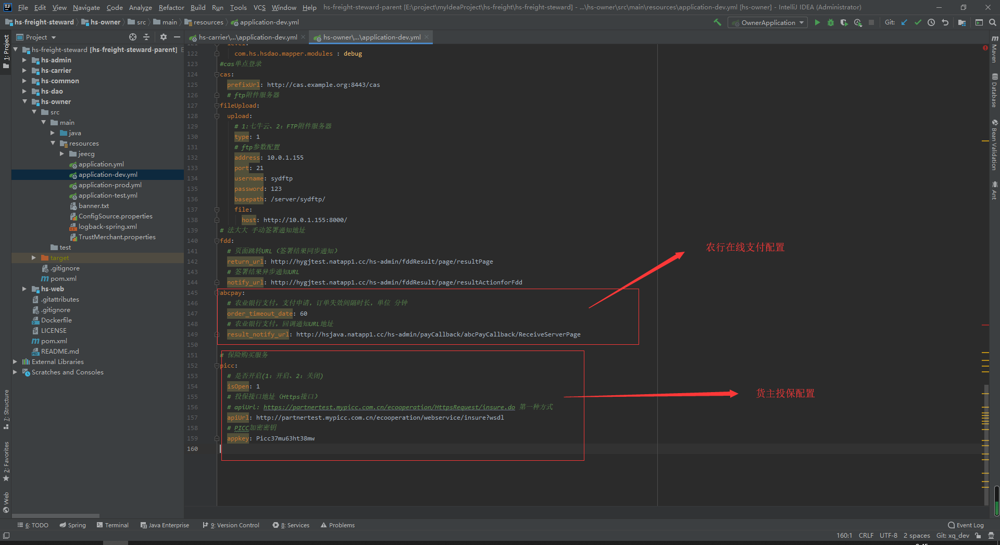 File Edit View Navigate Code Analyze Refactor Build Run Tools VCS Window Help hs-freight-steward-parent [E:\project\myIdeaProject\hs-freight\hs-freight-steward] - ...\hs-owner\src\main\resources\application-dev.yml [hs-owner] - IntelliJ IDEA (Administrator)
hs-freight-steward hs-owner src main resources application-dev.yml OwnerApplication Git:
Project
hs-carrier\...\application-dev.yml hs-owner\...\application-dev.yml
1: Project
7: Structure
2: Favorites
Web
hs-freight-steward [hs-freight-steward-parent]
hs-admin
hs-carrier
hs-common
hs-dao
hs-owner
src
main
java
resources
jeecg
application.yml
application-dev.yml
application-prod.yml
application-test.yml
banner.txt
ConfigSource.properties
logback-spring.xml
TrustMerchant.properties
test
target
.gitignore
pom.xml
hs-web
.gitattributes
.gitignore
Dockerfile
LICENSE
pom.xml
README.md
External Libraries
Scratches and Consoles
122 com.hs.hsdao.mapper.modules : debug
123 #cas单点登录
124 cas:
125 prefixUrl: http://cas.example.org:8443/cas
126 # ftp附件服务器
127 fileUpload:
128 upload:
129 # 1:七牛云、2: FTP附件服务器
130 type: 1
131 # ftp参数配置
132 address: 10.0.1.155
133 port: 21
134 username: sydftp
135 password: 123
136 basepath: /server/sydftp/
137 file:
138 host: http://10.0.1.155:8000/
139 # 法大大 手动签署通知地址
140 fdd:
141 # 页面跳转URL（签署结果同步通知）
142 return_url: http://hygjtest.natapp1.cc/hs-admin/fddResult/page/resultPage
143 # 签署结果异步通知URL
144 notify_url: http://hygjtest.natapp1.cc/hs-admin/fddResult/page/resultActionforFdd
145 abcpay:
146 # 农业银行支付，支付申请，订单失效间隔时长，单位 分钟
147 order_timeout_date: 60
148 # 农业银行支付，回调通知URL地址
149 result_notify_url: http://hsjava.natapp1.cc/hs-admin/payCallback/abcPayCallback/ReceiveServerPage
150
151 # 保险购买服务
152 picc:
153 # 是否开启(1: 开启、2: 关闭)
154 isOpen: 1
155 # 投保接口地址（Https接口）
156 # apiUrl: https://partnertest.mypicc.com.cn/ecooperation/HttpsRequest/insure.do 第一种方式
157 apiUrl: http://partnertest.mypicc.com.cn/ecooperation/webservice/insure?wsdl
158 # PICC加密密钥
159 appkey: Picc37mu63ht38mw
160
农行在线支付配置
货主投保配置
Maven
Database
Bean Validation
Ant
6: TODO Spring Terminal Java Enterprise 9: Version Control 8: Services Problems Event Log
160:1 CRLF UTF-8 2 spaces Git: xq_dev